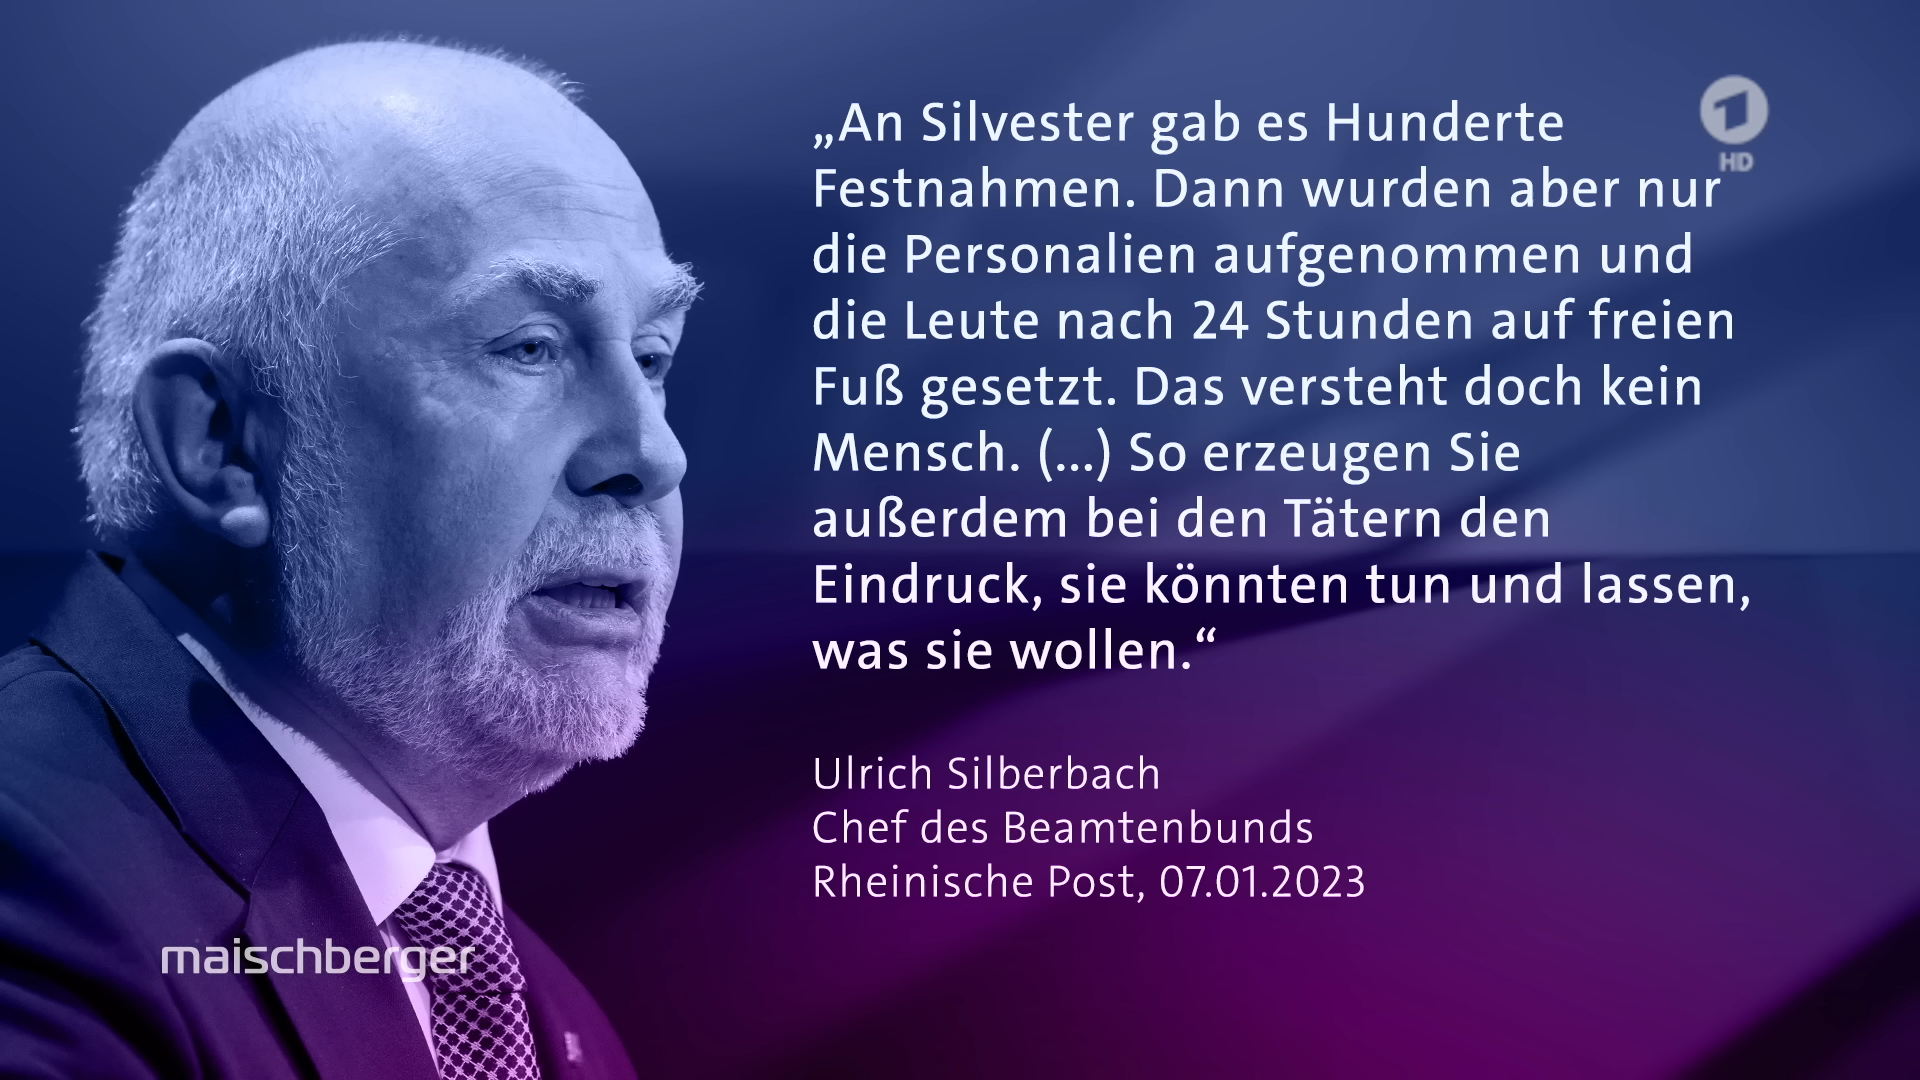 „An Silvester gab es Hunderte
Festnahmen. Dann wurden aber nur
die Personalien aufgenommen und
die Leute nach 24 Stunden auf freien
Fuß gesetzt. Das versteht doch kein
Mensch. (...) So erzeugen Sie
außerdem bei den Tätern den
Eindruck, sie könnten tun und lassen,
was sie wollen.“
Ulrich Silberbach
Chef des Beamtenbunds
Rheinische Post, 07.01.2023
maischberger
1
HD